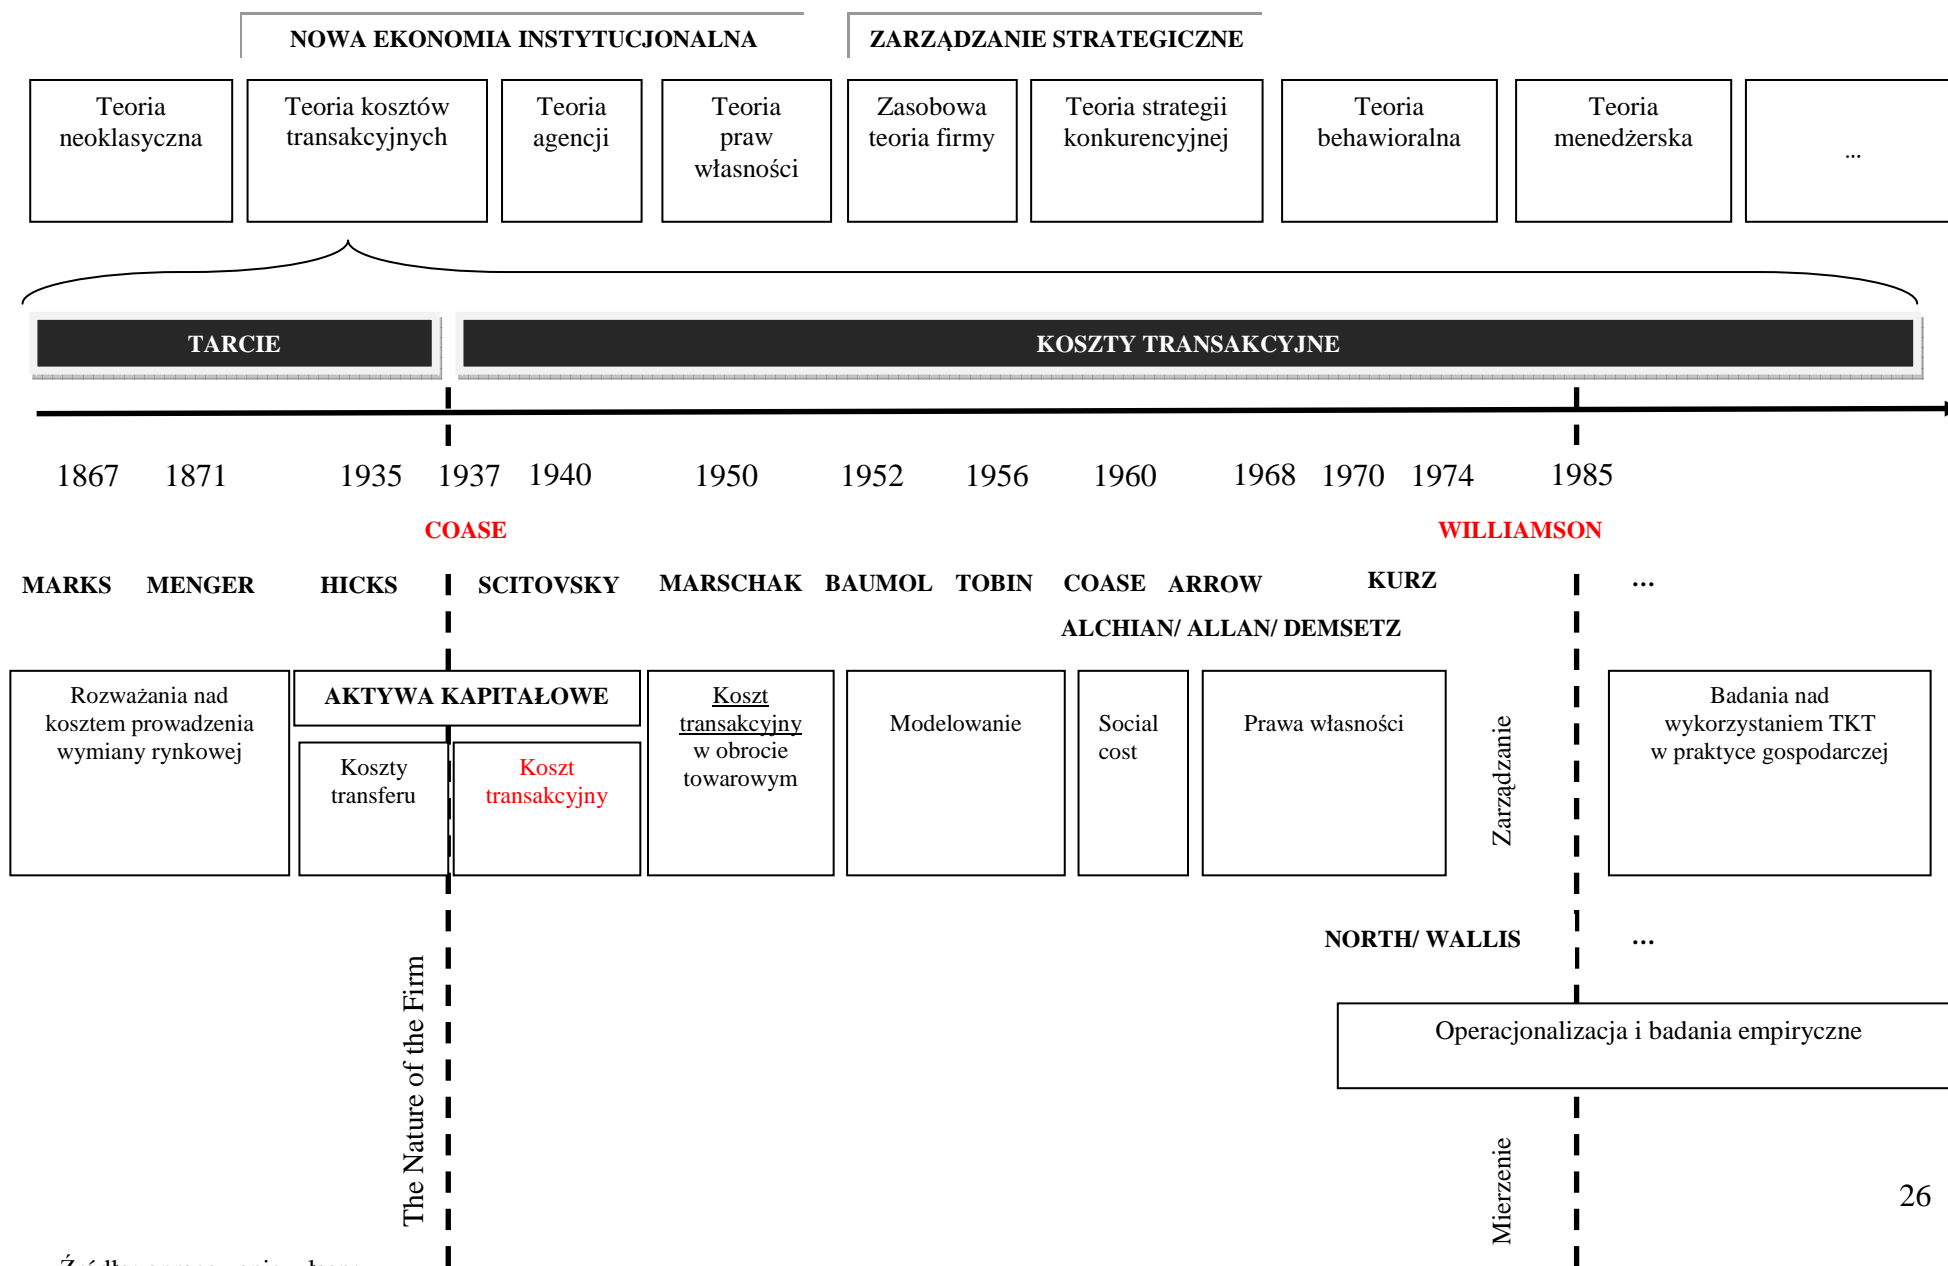 NOWA EKONOMIA INSTYTUCJONALNA
ZARZĄDZANIE STRATEGICZNE
Teoria
neoklasyczna
Teoria kosztów
transakcyjnych
Teoria
agencji
Teoria
praw
własności
Zasobowa
teoria firmy
Teoria strategii
konkurencyjnej
Teoria
behawioralna
Teoria
menedżerska
...
TARCIE
KOSZTY TRANSAKCYJNE
1867 1871 1935 1937 1940 1950 1952 1956 1960 1968 1970 1974 1985
COASE
WILLIAMSON
MARKS MENGER HICKS SCITOVSKY MARSCHAK BAUMOL TOBIN COASE ARROW KURZ ...
ALCHIAN/ ALLAN/ DEMSETZ
Rozważania nad
kosztem prowadzenia
wymiany rynkowej
AKTYWA KAPITAŁOWE
Koszty
transferu
Koszt
transakcyjny
Koszt
transakcyjny
w obrocie
towarowym
Modelowanie
Social
cost
Prawa własności
Zarządzanie
Badania nad
wykorzystaniem TKT
w praktyce gospodarczej
NORTH/ WALLIS ...
The Nature of the Firm
Operacjonalizacja i badania empiryczne
Mierzenie
26